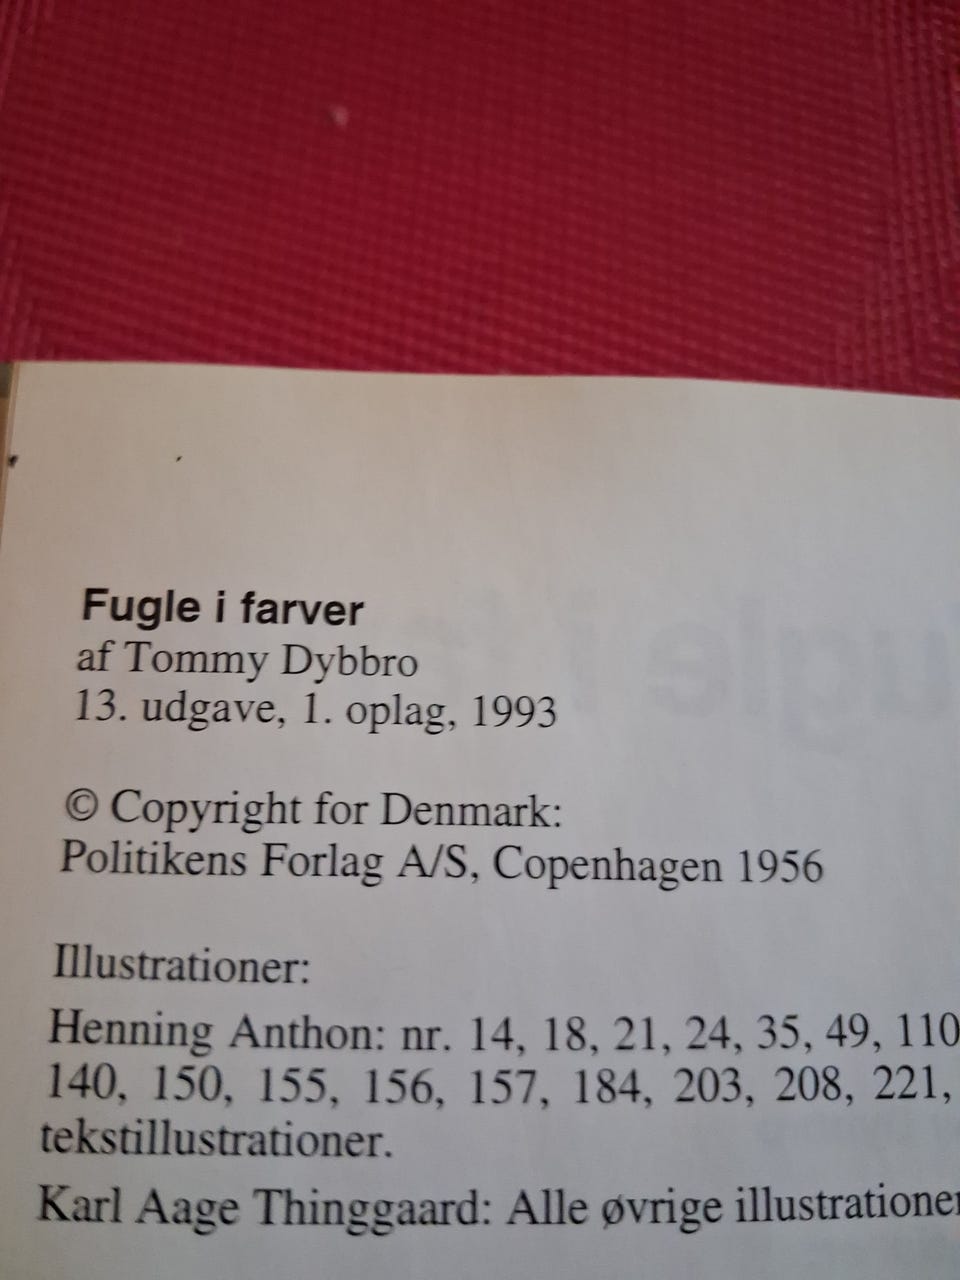 Fugle i farver
af Tommy Dybbro
13. udgave, 1. oplag, 1993
© Copyright for Denmark:
Politikens Forlag A/S, Copenhagen 1956
Illustrationer:
Henning Anthon: nr. 14, 18, 21, 24, 35, 49, 110
140, 150, 155, 156, 157, 184, 203, 208, 221,
tekstillustrationer.
Karl Aage Thinggaard: Alle øvrige illustrationer